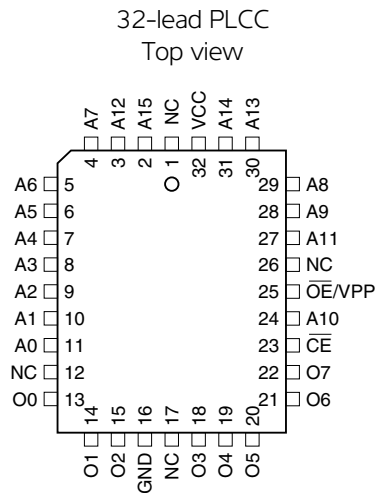 32-lead PLCC
Top view
A7 A12 A15 NC VCC A14 A13
4 3 2 1 32 31 30
A6 5 29 A8
A5 6 28 A9
A4 7 27 A11
A3 8 26 NC
A2 9 25 OE/VPP
A1 10 24 A10
A0 11 23 CE
NC 12 22 O7
O0 13 21 O6
14 15 16 17 18 19 20
O1 O2 GND NC O3 O4 O5